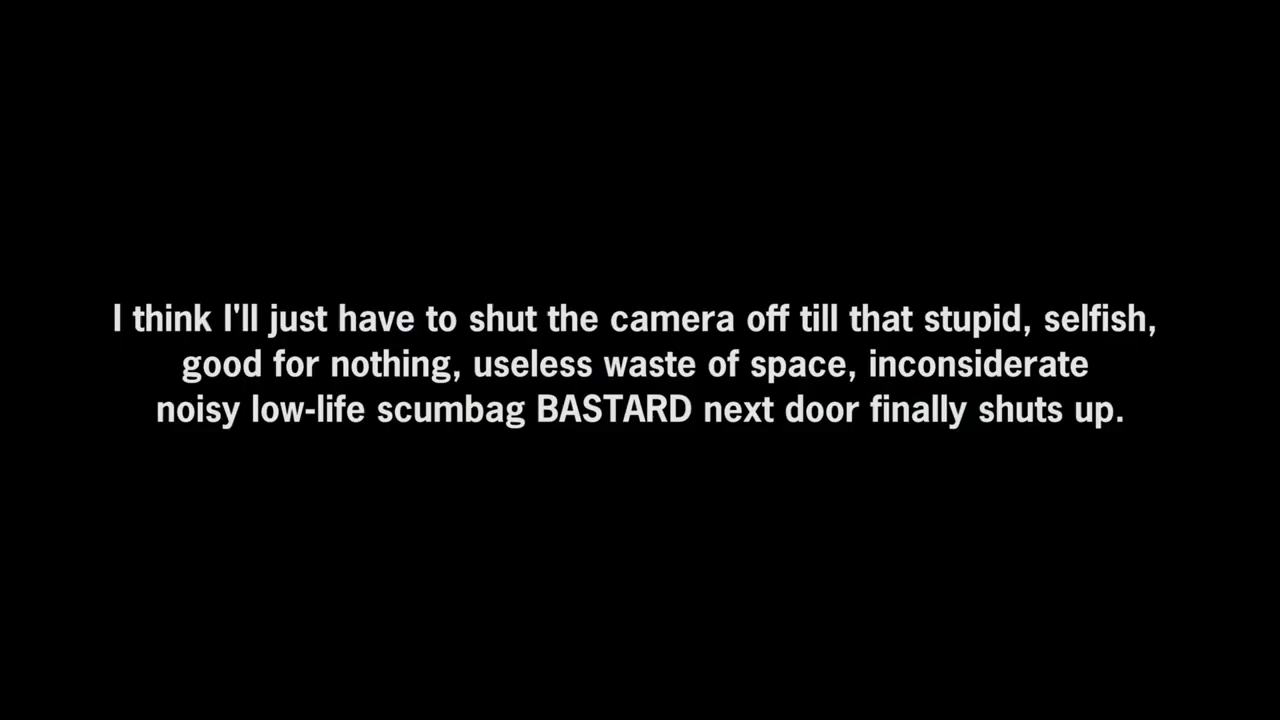 I think I'll just have to shut the camera off till that stupid, selfish,
good for nothing, useless waste of space, inconsiderate
noisy low-life scumbag BASTARD next door finally shuts up.